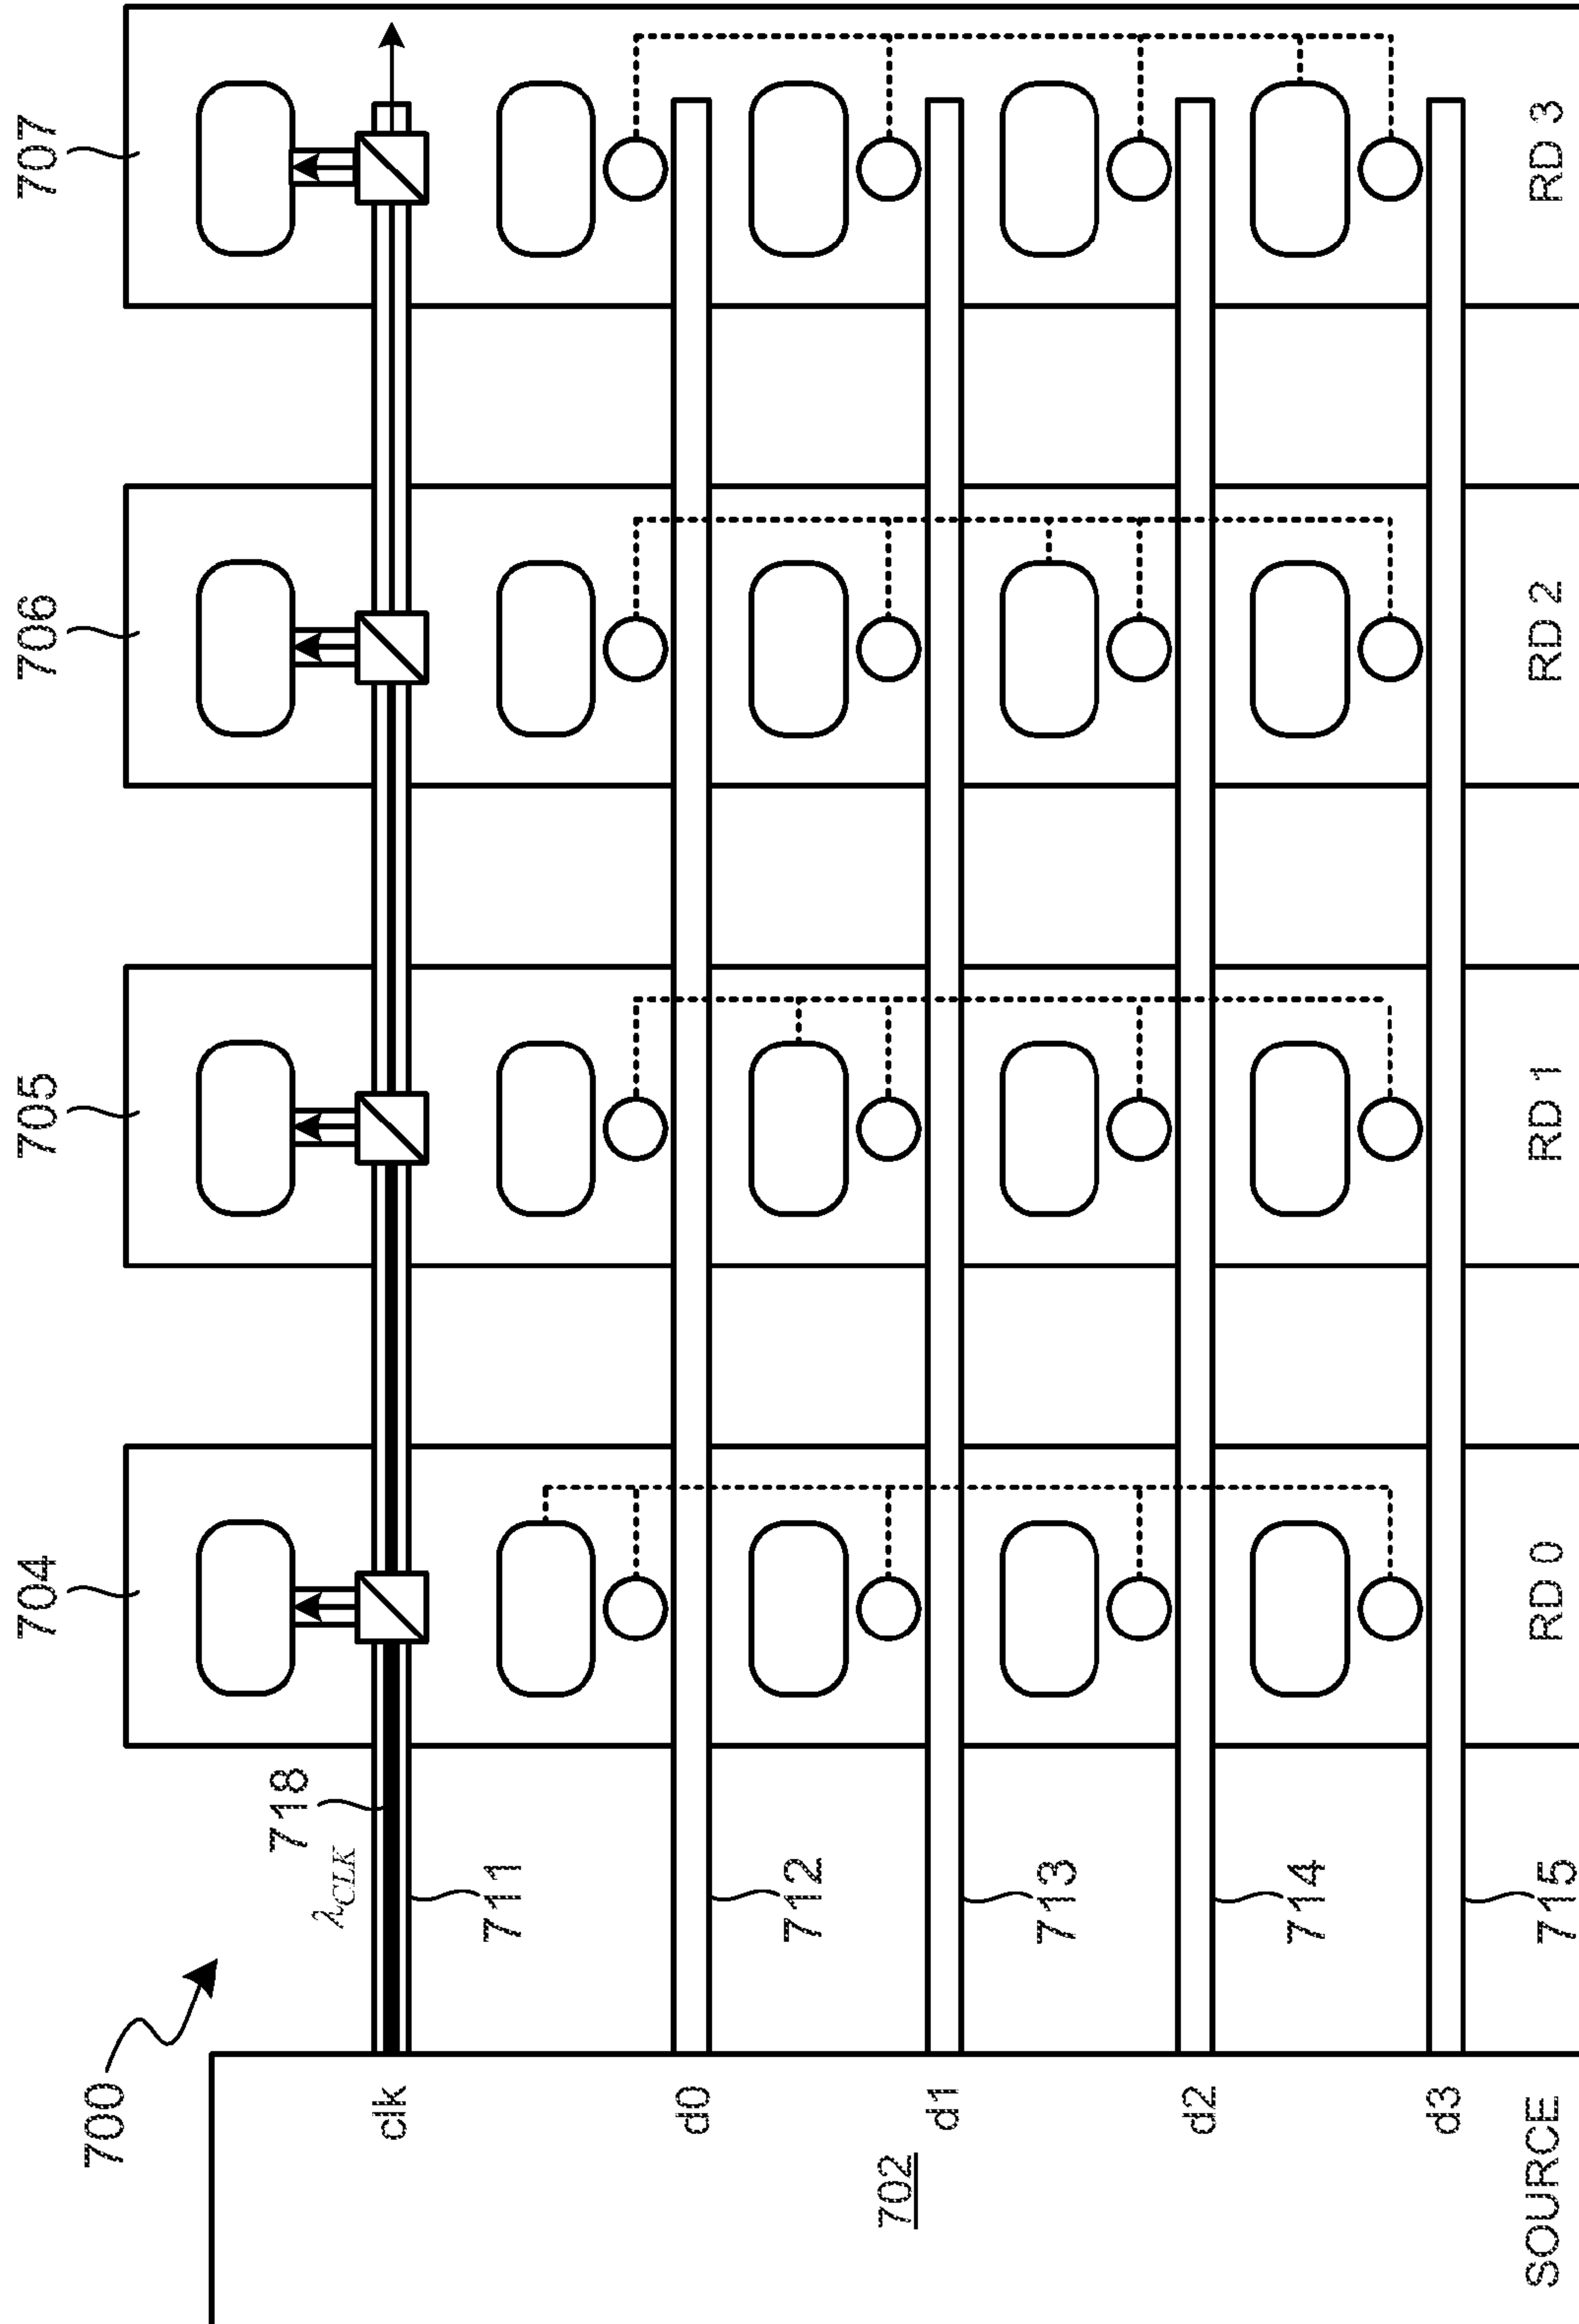 700
704
705
706
707
718
λCLK
711
712
713
714
715
clk
d0
d1
d2
d3
702
SOURCE
RD 0
RD 1
RD 2
RD 3